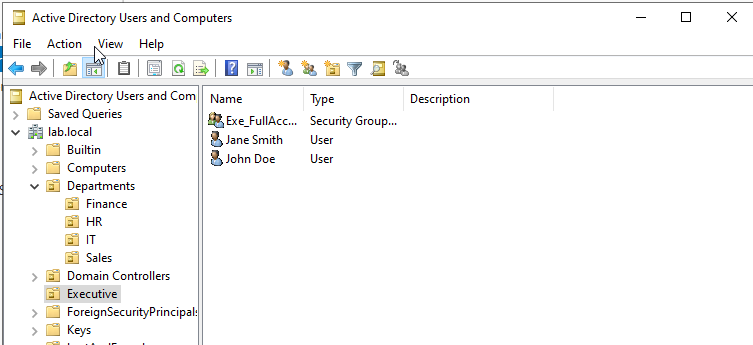 Active Directory Users and Computers
File Action View Help
Active Directory Users and Com
Saved Queries
lab.local
Builtin
Computers
Departments
Finance
HR
IT
Sales
Domain Controllers
Executive
ForeignSecurityPrincipals
Keys
Name Type Description
Exe_FullAcc... Security Group...
Jane Smith User
John Doe User